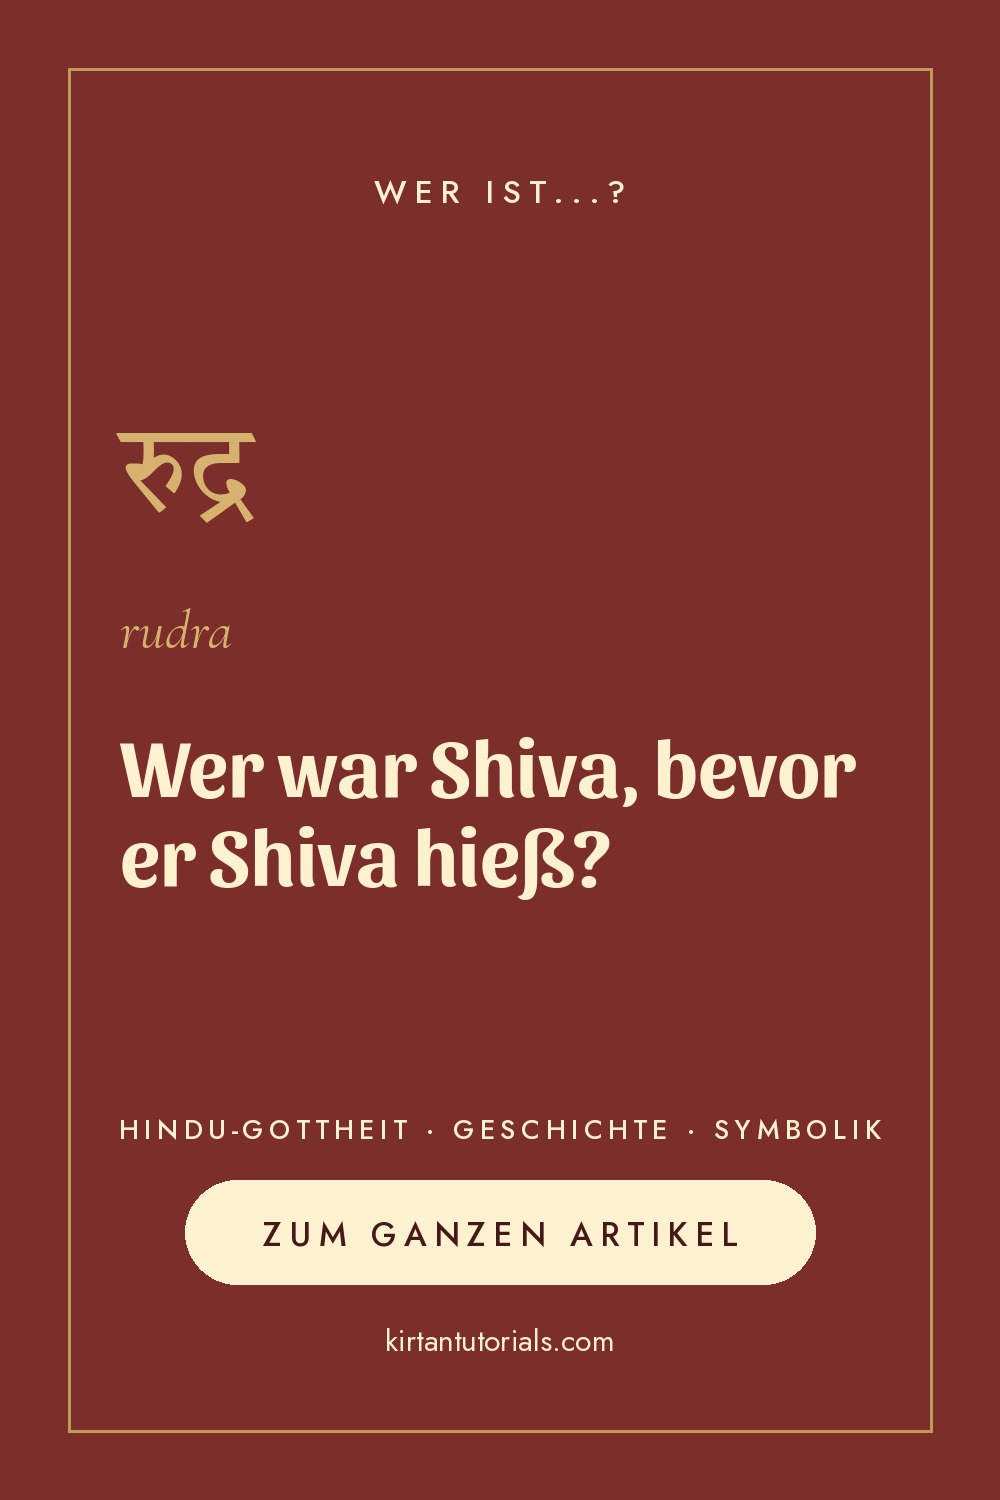 WER IST...?
रुद्र
rudra
Wer war Shiva, bevor
er Shiva hieß?
HINDU-GOTTHEIT · GESCHICHTE · SYMBOLIK
ZUM GANZEN ARTIKEL
kirtantutorials.com